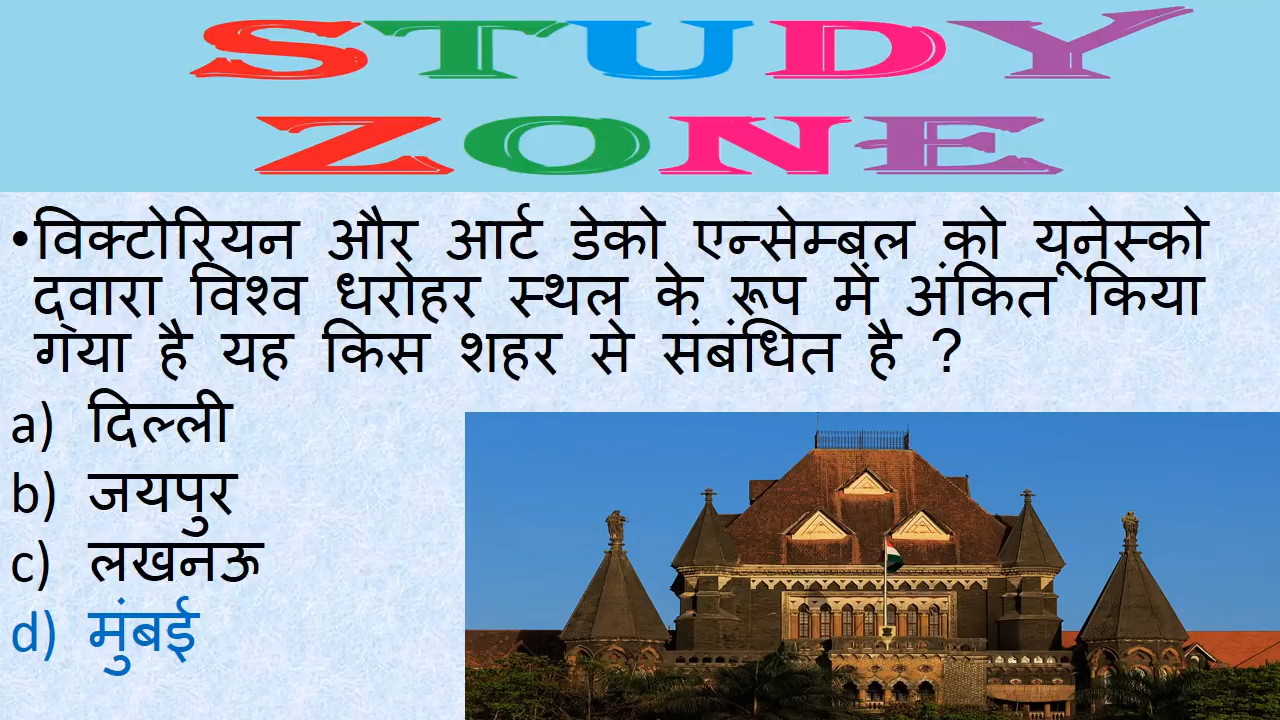 STUDY
ZONE
•विक्टोरियन और आर्ट डेको एन्सेम्बल को यूनेस्को
द्वारा विश्व धरोहर स्थल के रूप में अंकित किया
गया है यह किस शहर से संबंधित है ?
a) दिल्ली
b) जयपुर
c) लखनऊ
d) मुंबई